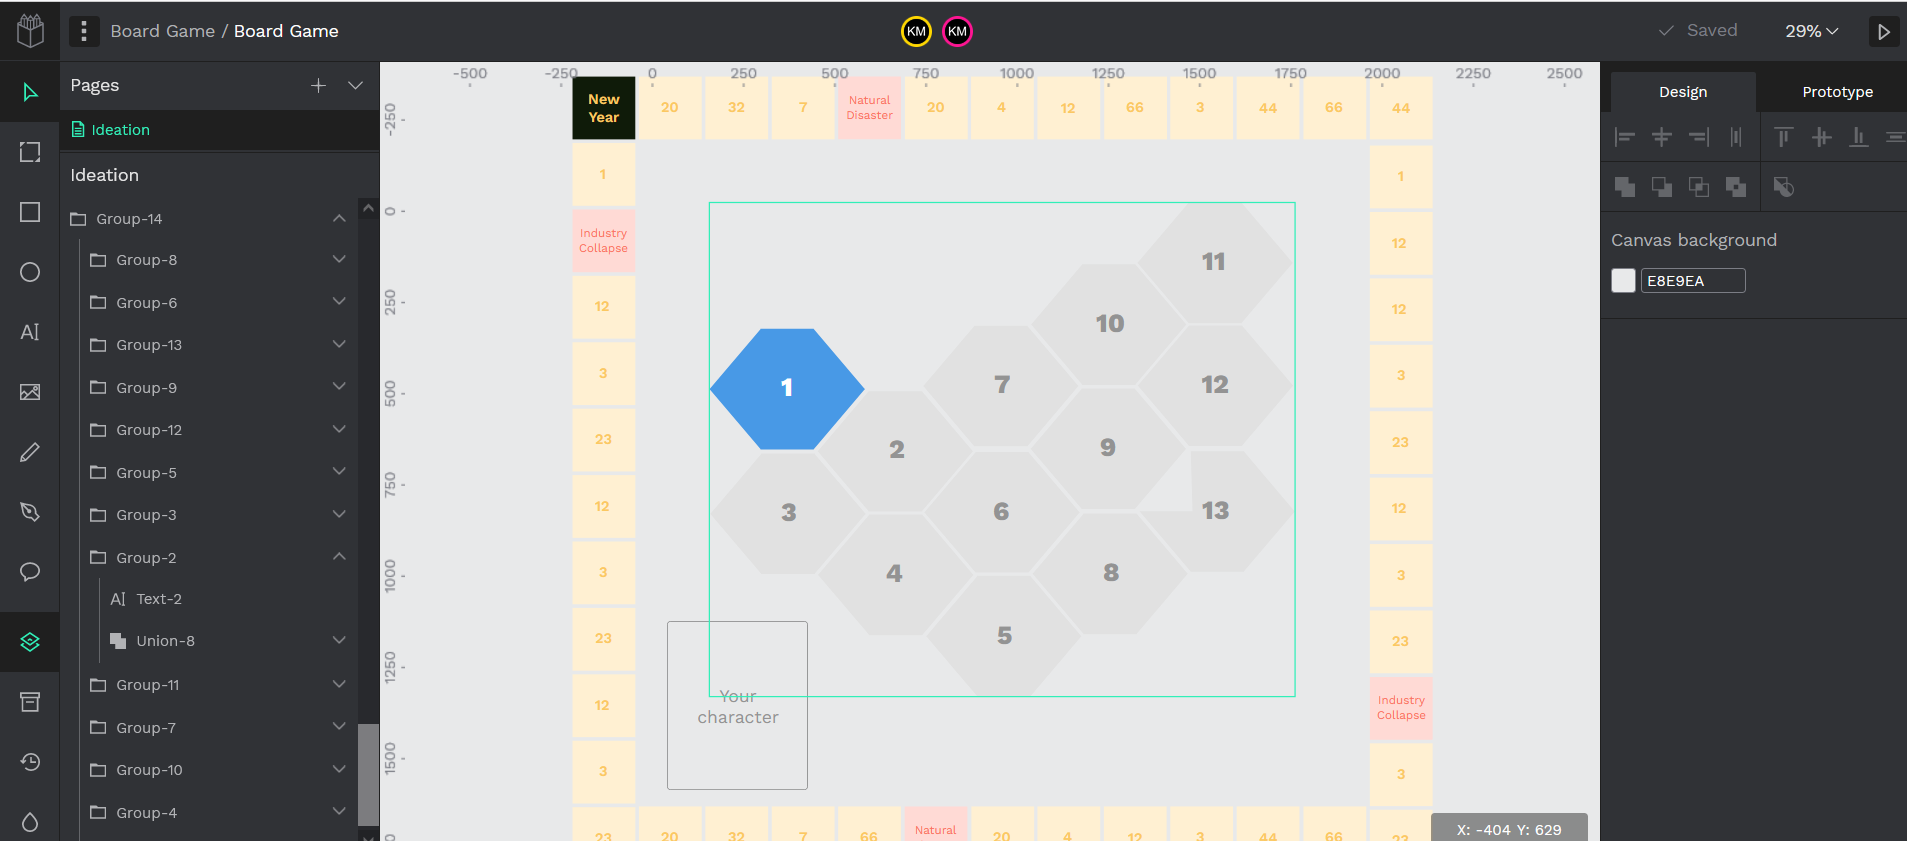 Board Game / Board Game
KM
KM
Saved
29%
Pages
Ideation
Ideation
Group-14
Group-8
Group-6
Group-13
Group-9
Group-12
Group-5
Group-3
Group-2
AI Text-2
Union-8
Group-11
Group-7
Group-10
Group-4
AI
-500 -250 0 250 500 750 1000 1250 1500 1750 2000 2250 2500
-250
0
250
500
750
1000
1250
1500
New
Year
20
32
7
Natural
Disaster
20
4
12
66
3
44
66
44
1
Industry
Collapse
12
3
23
12
3
23
12
3
1
12
12
3
23
12
3
23
Industry
Collapse
3
11
10
1
7
12
2
9
3
6
13
4
8
5
Your
character
23
20
32
7
66
Natural
20
4
12
3
44
66
23
X: -404 Y: 629
Design
Prototype
Canvas background
E8E9EA